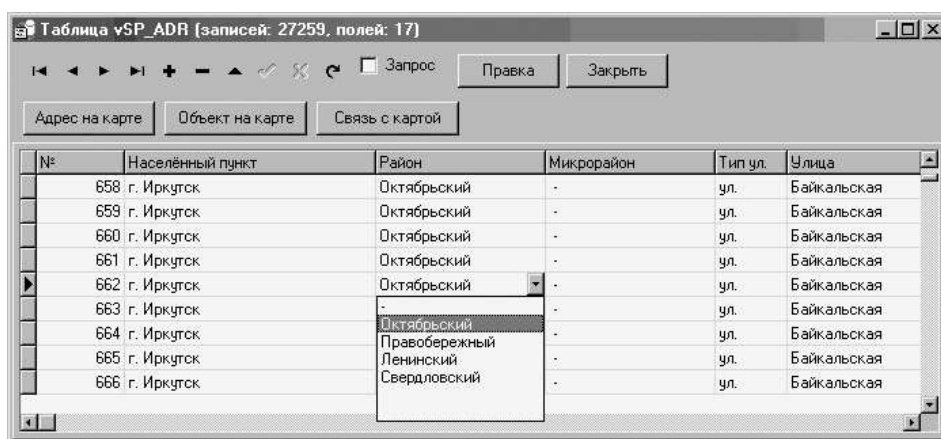 Таблица vSP_ADR (записей: 27259, полей: 17)
Запрос Правка Закрыть
Адрес на карте Объект на карте Связь с картой
№ Населённый пункт Район Микрорайон Тип ул. Улица
658 г. Иркутск Октябрьский - ул. Байкальская
659 г. Иркутск Октябрьский - ул. Байкальская
660 г. Иркутск Октябрьский - ул. Байкальская
661 г. Иркутск Октябрьский - ул. Байкальская
662 г. Иркутск Октябрьский - ул. Байкальская
663 г. Иркутск - - ул. Байкальская
664 г. Иркутск Октябрьский - ул. Байкальская
Правобережный
665 г. Иркутск Ленинский - ул. Байкальская
666 г. Иркутск Свердловский - ул. Байкальская